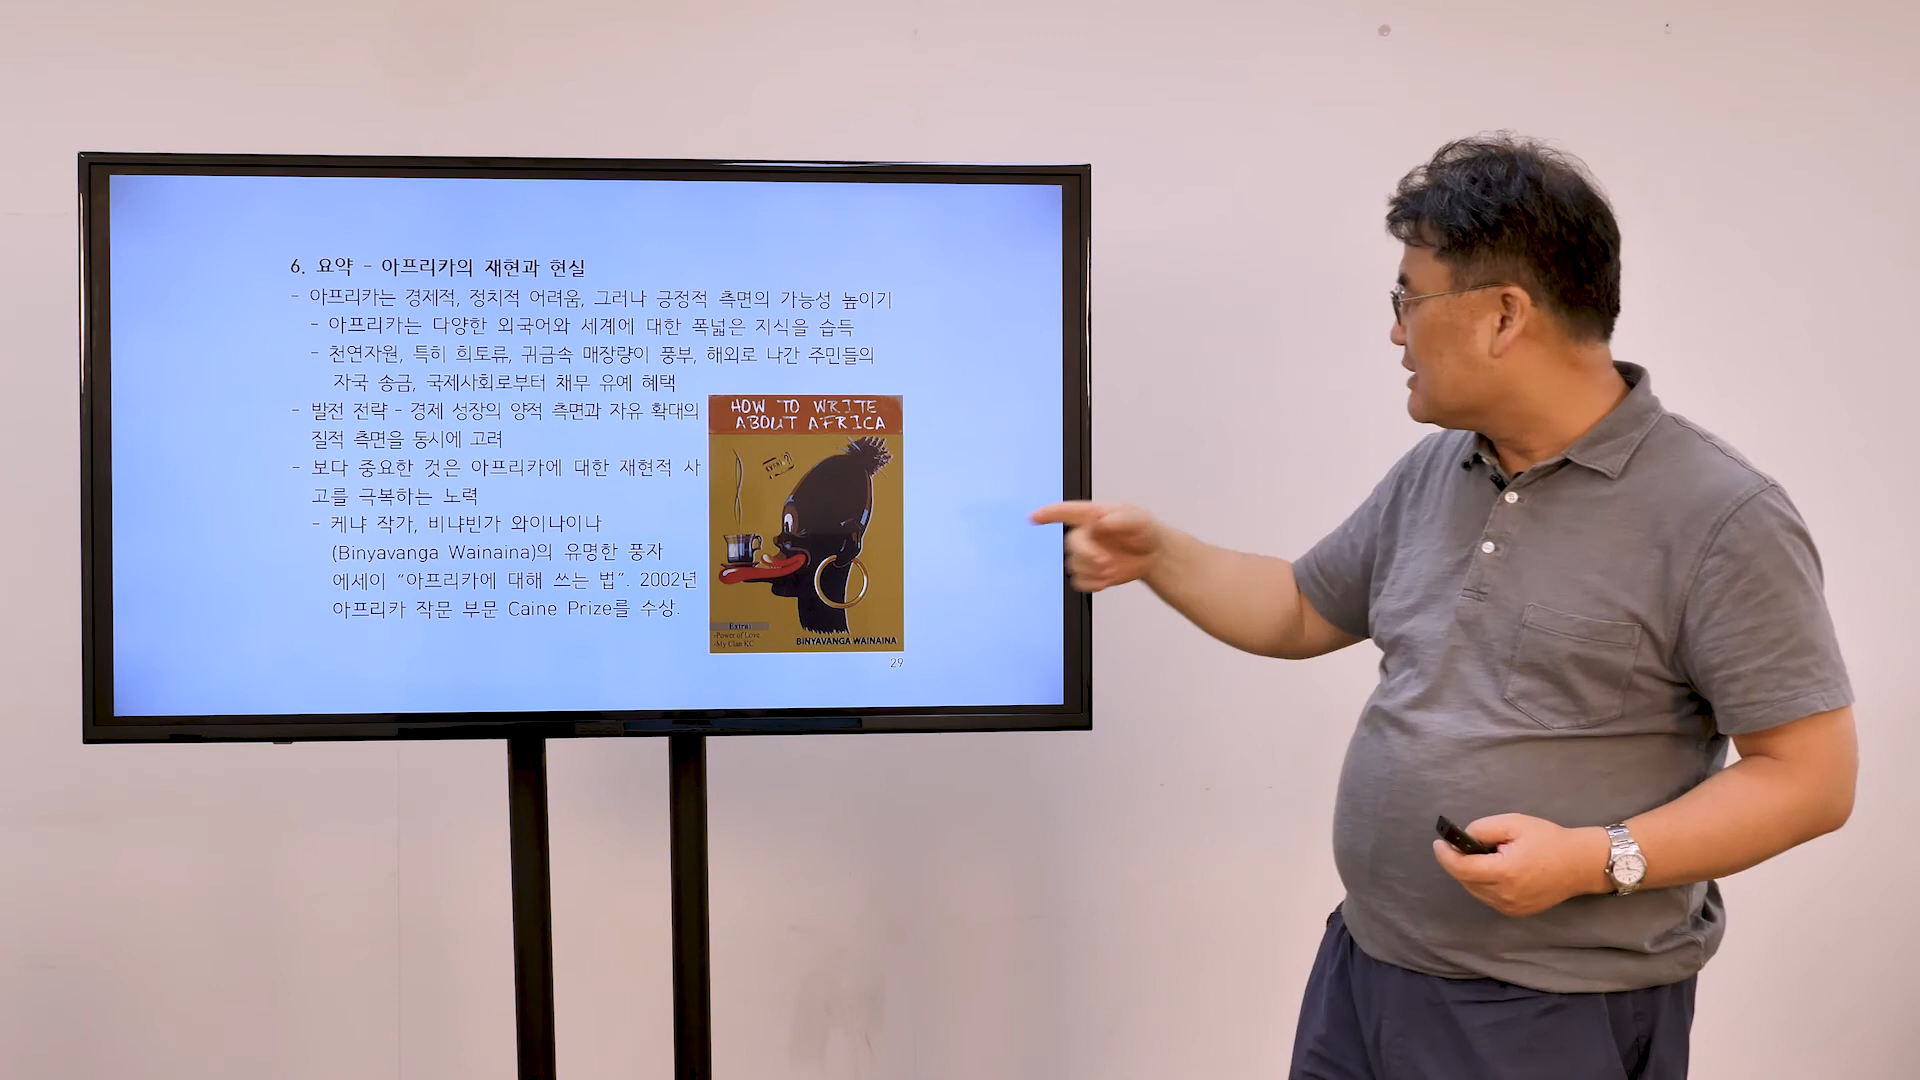 6. 요약 - 아프리카의 재현과 현실
- 아프리카는 경제적, 정치적 어려움, 그러나 긍정적 측면의 가능성 높이기
- 아프리카는 다양한 외국어와 세계에 대한 폭넓은 지식을 습득
- 천연자원, 특히 희토류, 귀금속 매장량이 풍부, 해외로 나간 주민들의
자국 송금, 국제사회로부터 채무 유예 혜택
- 발전 전략 - 경제 성장의 양적 측면과 자유 확대의
질적 측면을 동시에 고려
- 보다 중요한 것은 아프리카에 대한 재현적 사
고를 극복하는 노력
- 케냐 작가, 비냐빈가 와이나이나
(Binyavanga Wainaina)의 유명한 풍자
에세이 “아프리카에 대해 쓰는 법”. 2002년
아프리카 작문 부문 Caine Prize를 수상.
HOW TO WRITE
ABOUT AFRICA
Extra:
-Power of Love
-My Clan KC
BINYAVANGA WAINAINA
29